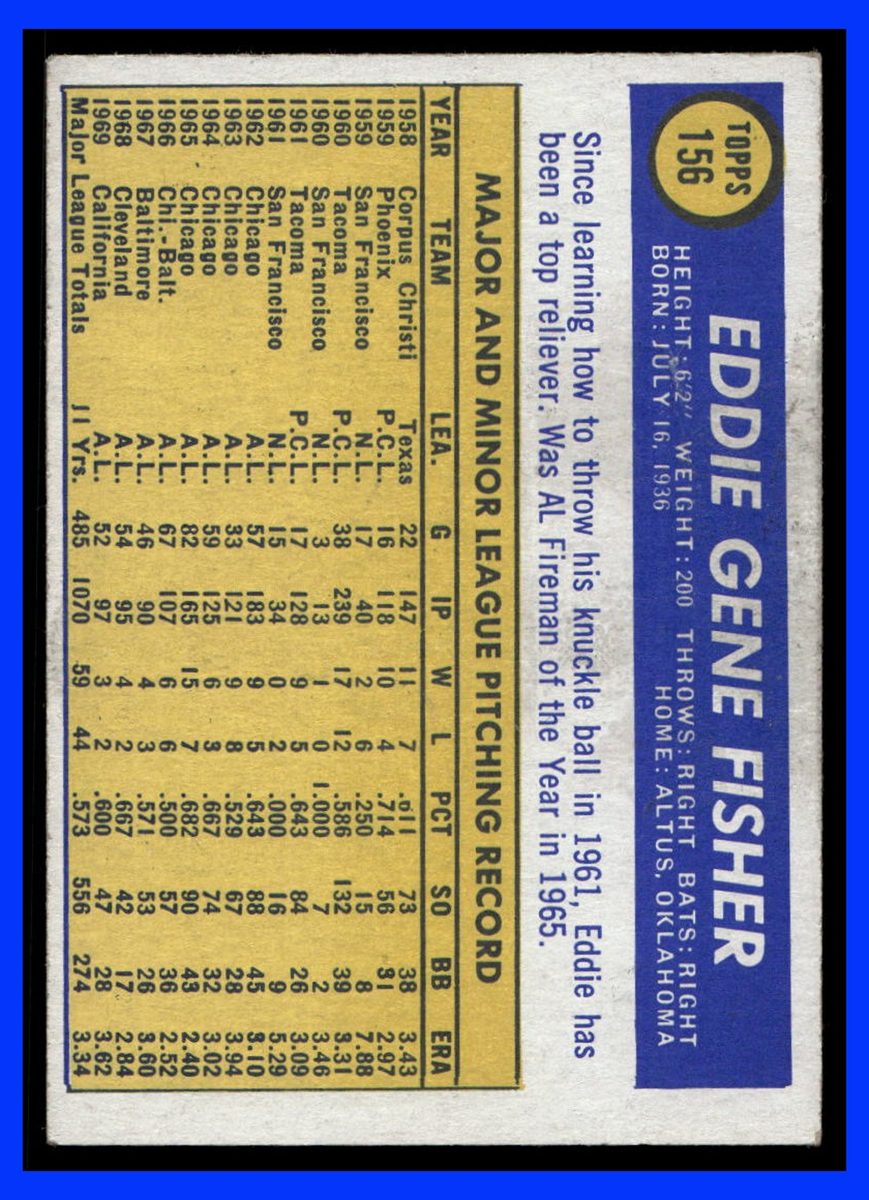 TOPPS
156
EDDIE GENE FISHER
HEIGHT: 6'2" WEIGHT: 200 THROWS: RIGHT BATS: RIGHT
BORN: JULY 16, 1936 HOME: ALTUS, OKLAHOMA
Since learning how to throw his knuckle ball in 1961, Eddie has
been a top reliever. Was AL Fireman of the Year in 1965.
MAJOR AND MINOR LEAGUE PITCHING RECORD
YEAR TEAM LEA. G IP W L PCT SO BB ERA
1958 Corpus Christi Texas 22 147 11 7 .611 73 38 3.43
1959 Phoenix P.C.L. 16 118 10 4 .714 56 31 2.97
1959 San Francisco N.L. 17 40 2 6 .250 15 8 7.88
1960 Tacoma P.C.L. 38 239 17 12 .586 132 39 3.31
1960 San Francisco N.L. 3 13 1 0 1.000 7 2 3.46
1961 Tacoma P.C.L. 17 128 9 5 .643 84 26 3.09
1961 San Francisco N.L. 15 34 0 2 .000 16 9 5.29
1962 Chicago A.L. 57 183 9 5 .643 88 45 3.10
1963 Chicago A.L. 33 121 9 8 .529 67 28 3.94
1964 Chicago A.L. 59 125 6 3 .667 74 32 3.02
1965 Chicago A.L. 82 165 15 7 .682 90 43 2.40
1966 Chi.-Balt. A.L. 67 107 6 6 .500 57 36 2.52
1967 Baltimore A.L. 46 90 4 3 .571 53 26 3.60
1968 Cleveland A.L. 54 95 4 2 .667 42 17 2.84
1969 California A.L. 52 97 3 2 .600 47 28 3.62
Major League Totals 11 Yrs. 485 1070 59 44 .573 556 274 3.34